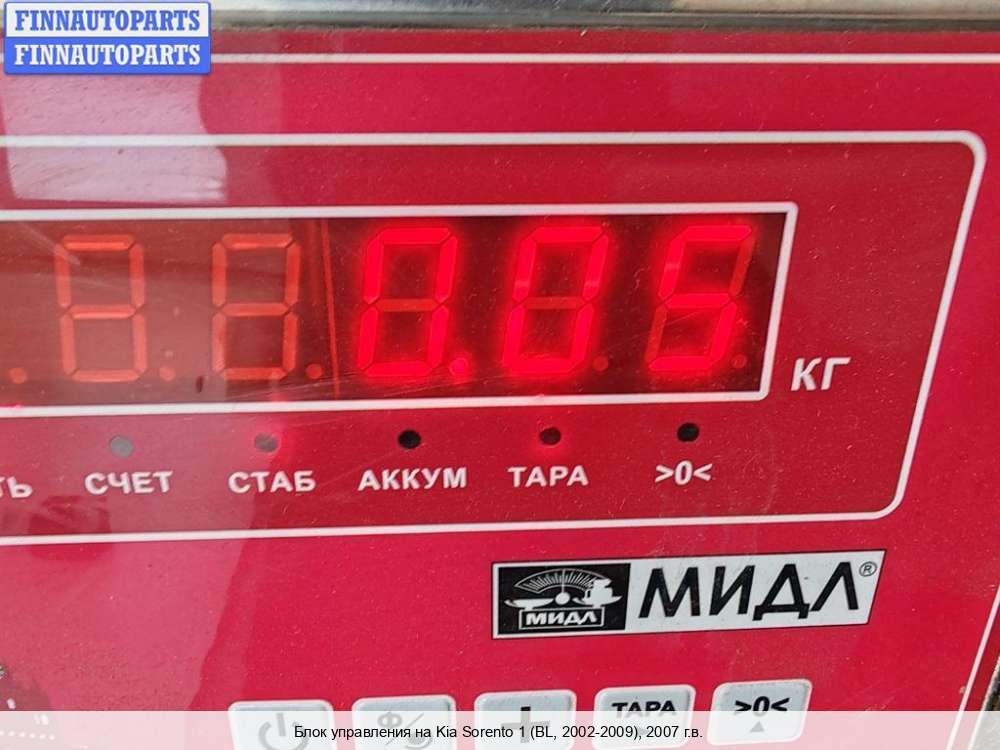 FINNAUTOPARTS
FINNAUTOPARTS
0.05
КГ
ТЬ СЧЕТ СТАБ АККУМ ТАРА >0<
МИДЛ МИДЛ®
ТАРА >0<
Блок управления на Kia Sorento 1 (BL, 2002-2009), 2007 г.в.